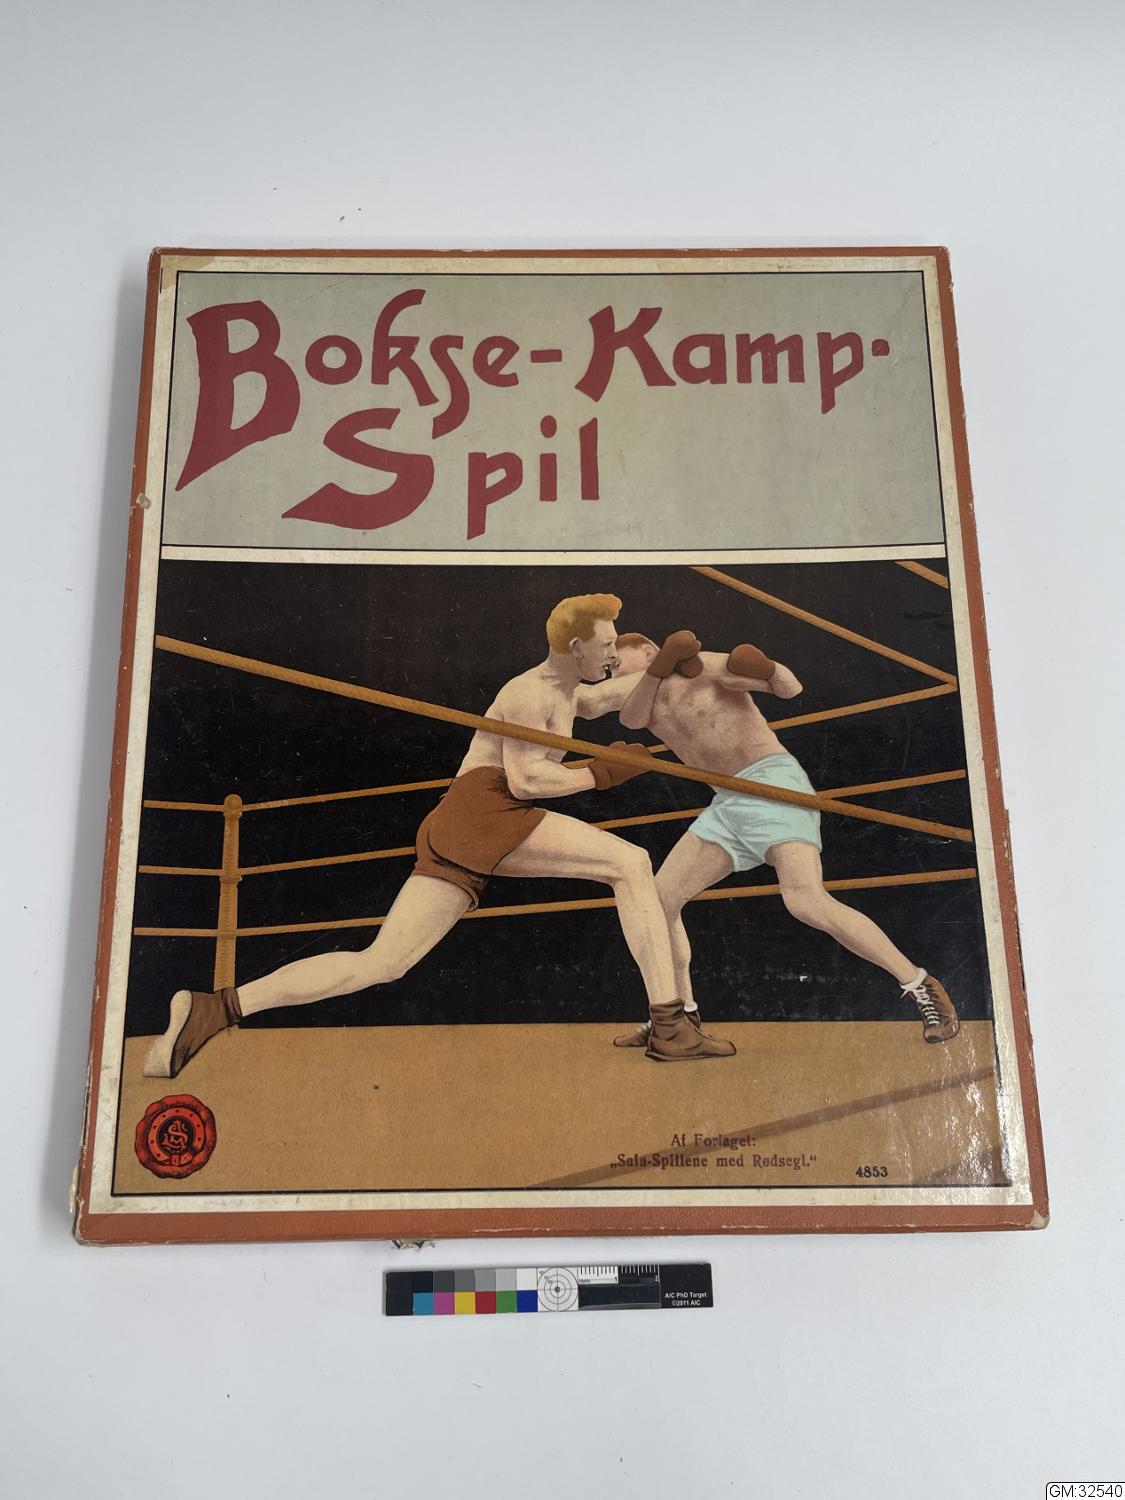 Bokse-Kamp-
Spil
Af Forlaget:
„Sala-Spillene med Rødsegl.“
4853
AIC PhD Target
©2011 AIC
GM:32540